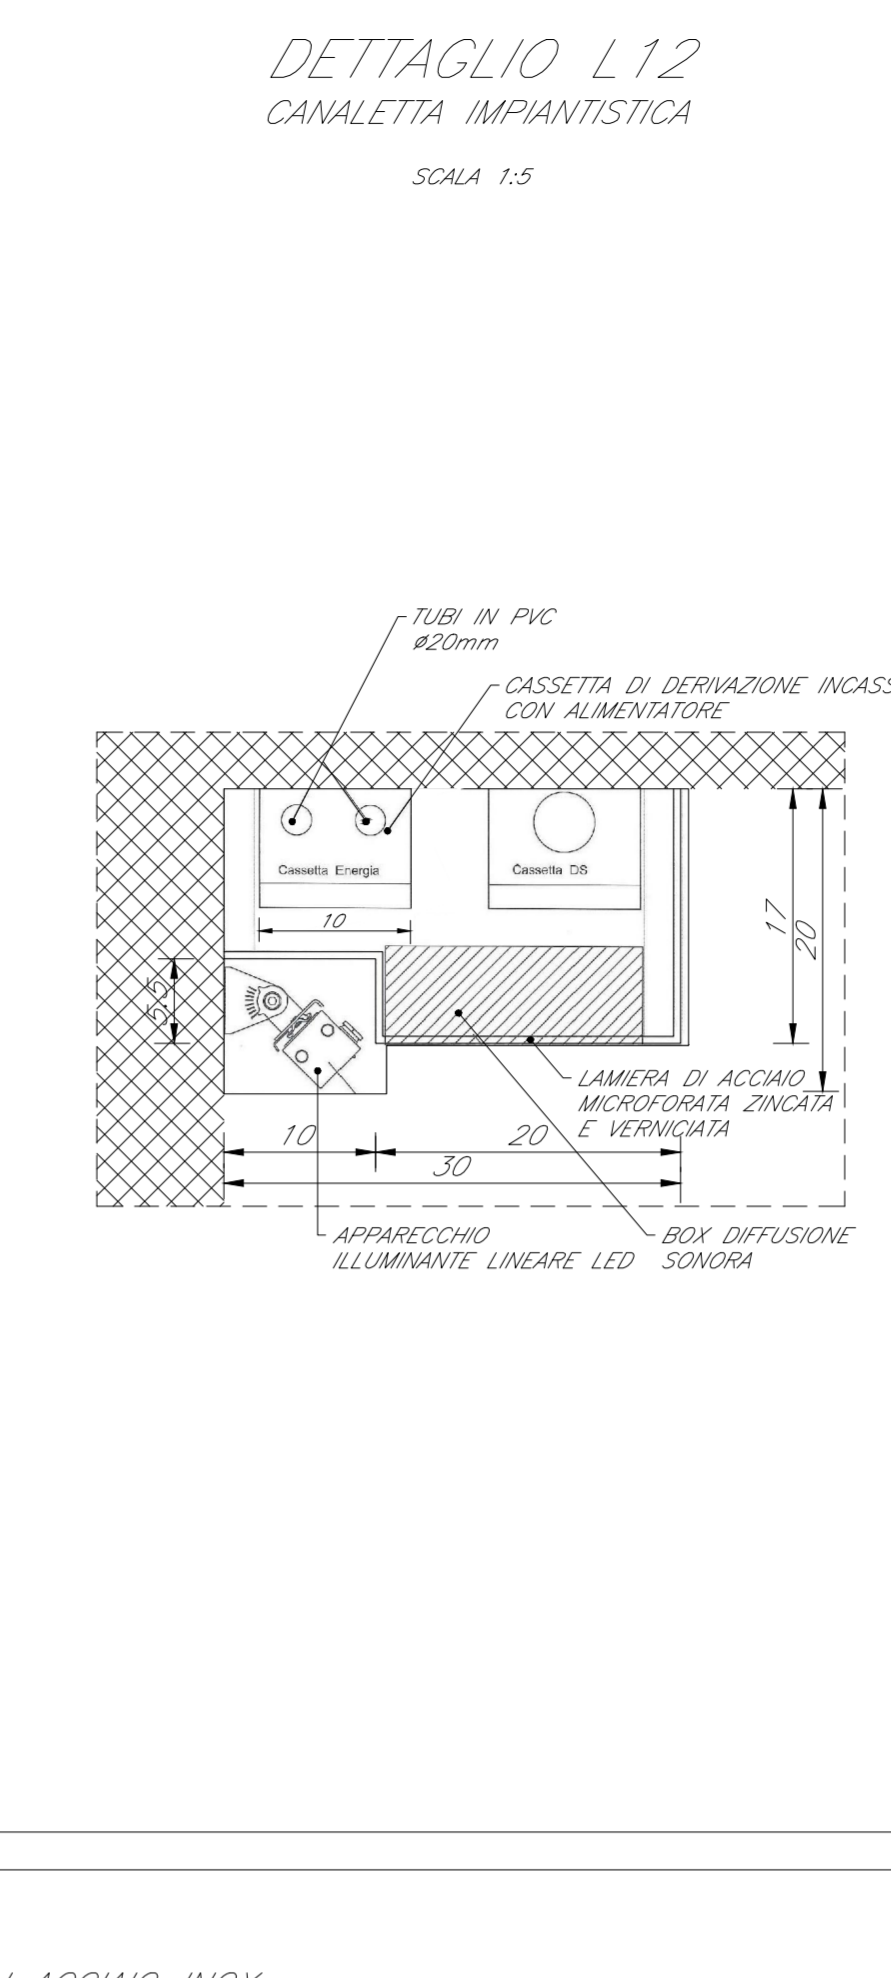 DETTAGLIO L12
CANALETTA IMPIANTISTICA
SCALA 1:5
TUBI IN PVC
ø20mm
CASSETTA DI DERIVAZIONE INCASS
CON ALIMENTATORE
Cassetta Energia
Cassetta DS
10
17
20
5.5
LAMIERA DI ACCIAIO
MICROFORATA ZINCATA
E VERNICIATA
10
20
30
APPARECCHIO
ILLUMINANTE LINEARE LED
BOX DIFFUSIONE
SONORA
ACCIAIO INOX